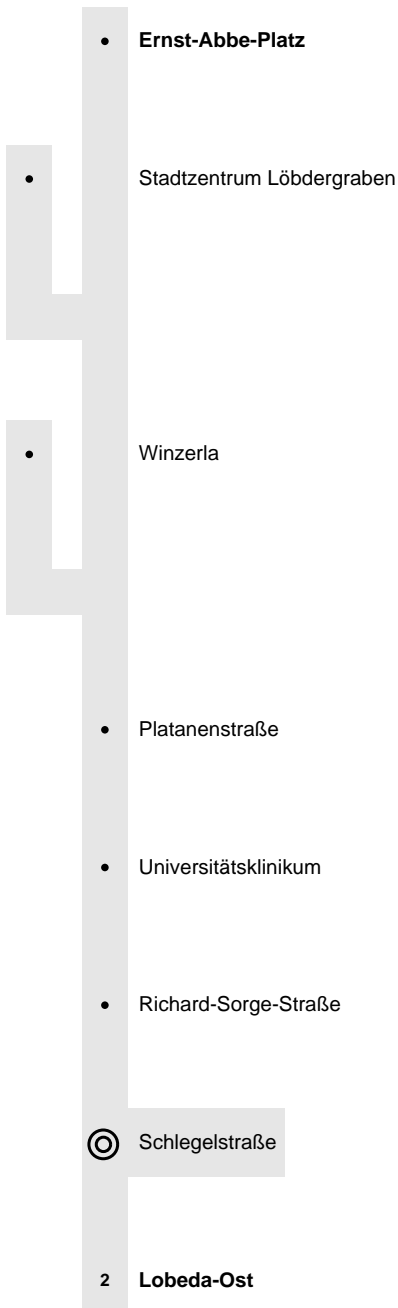 Ernst-Abbe-Platz
Stadtzentrum Löbdergraben
Winzerla
Platanenstraße
Universitätsklinikum
Richard-Sorge-Straße
Schlegelstraße
2 Lobeda-Ost